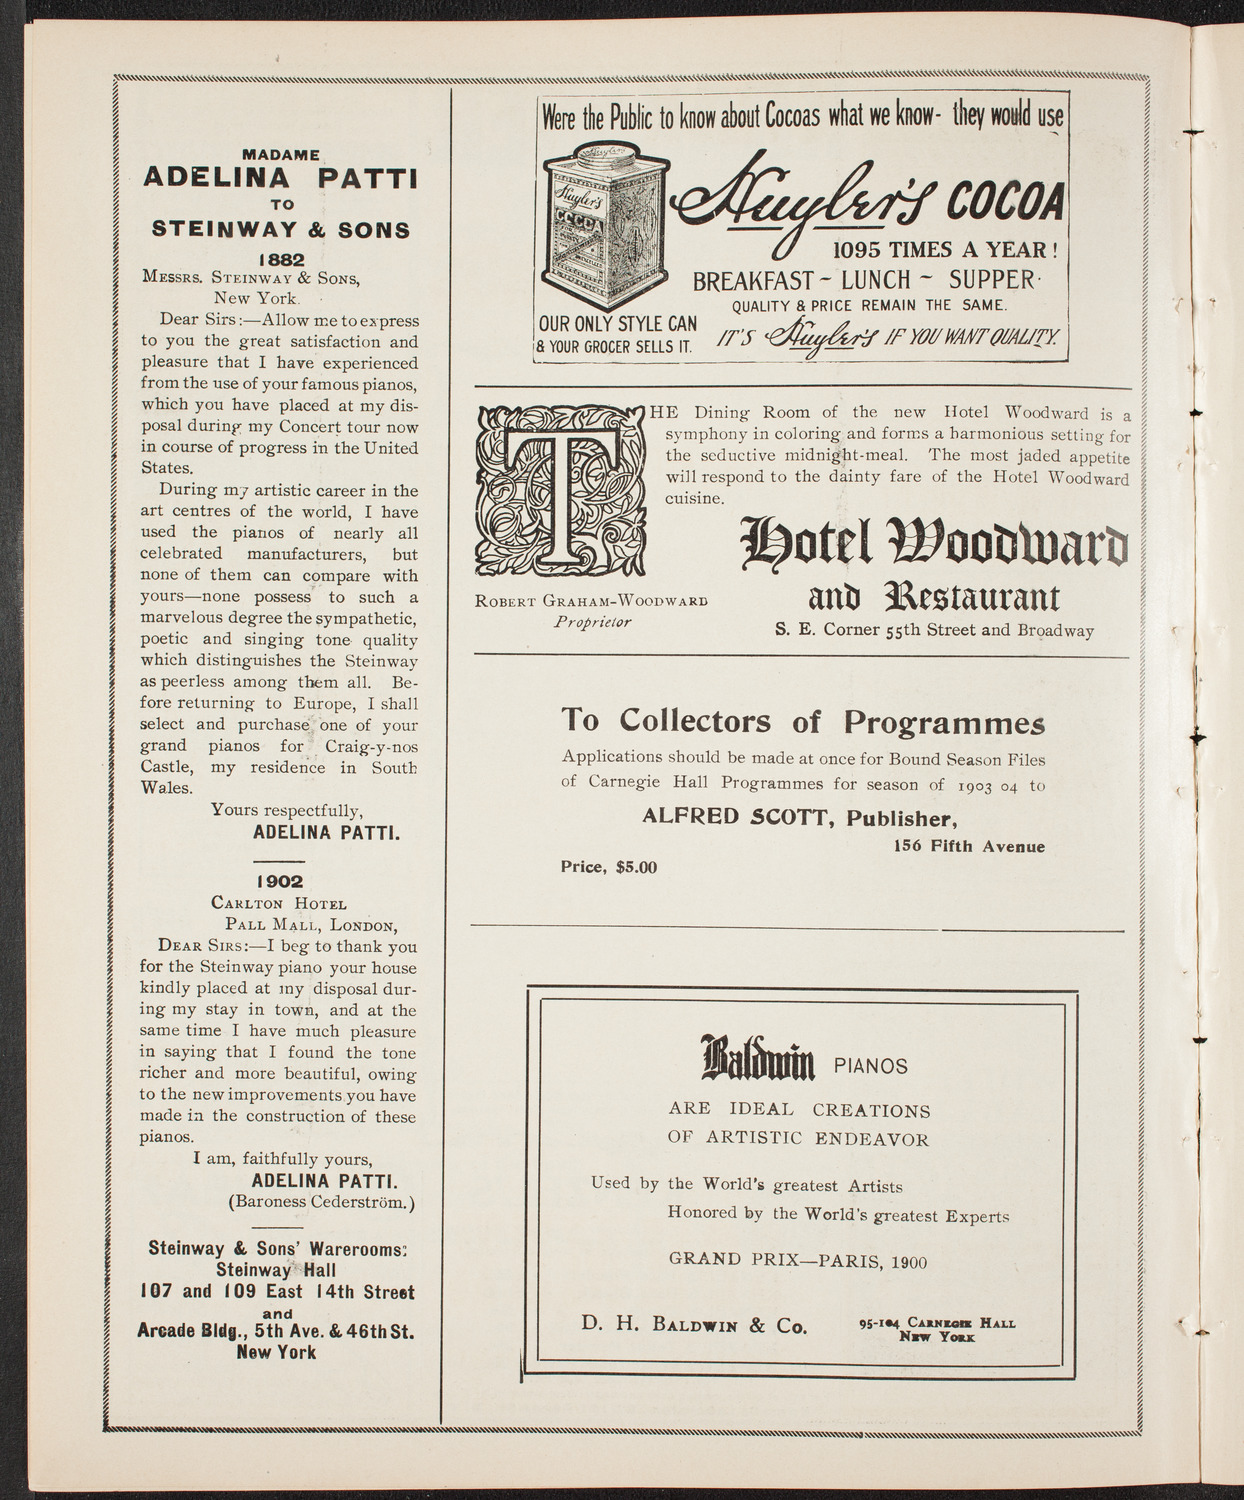 MADAME
ADELINA PATTI
TO
STEINWAY & SONS
1882
MESSRS. STEINWAY & SONS,
New York.
Dear Sirs:—Allow me to express
to you the great satisfaction and
pleasure that I have experienced
from the use of your famous pianos,
which you have placed at my dis-
posal during my Concert tour now
in course of progress in the United
States.
During my artistic career in the
art centres of the world, I have
used the pianos of nearly all
celebrated manufacturers, but
none of them can compare with
yours—none possess to such a
marvelous degree the sympathetic,
poetic and singing tone quality
which distinguishes the Steinway
as peerless among them all. Be-
fore returning to Europe, I shall
select and purchase one of your
grand pianos for Craig-y-nos
Castle, my residence in South
Wales.
Yours respectfully,
ADELINA PATTI.
1902
CARLTON HOTEL
PALL MALL, LONDON,
DEAR SIRS:—I beg to thank you
for the Steinway piano your house
kindly placed at my disposal dur-
ing my stay in town, and at the
same time I have much pleasure
in saying that I found the tone
richer and more beautiful, owing
to the new improvements you have
made in the construction of these
pianos.
I am, faithfully yours,
ADELINA PATTI.
(Baroness Cederström.)
Steinway & Sons' Warerooms:
Steinway Hall
107 and 109 East 14th Street
and
Arcade Bldg., 5th Ave. & 46th St.
New York
Were the Public to know about Cocoas what we know- they would use
Huyler's
Huyler's
COCOA
Huyler's COCOA
1095 TIMES A YEAR!
BREAKFAST - LUNCH - SUPPER.
QUALITY & PRICE REMAIN THE SAME.
OUR ONLY STYLE CAN
& YOUR GROCER SELLS IT.
IT'S Huyler's IF YOU WANT QUALITY.
THE Dining Room of the new Hotel Woodward is a
symphony in coloring and forms a harmonious setting for
the seductive midnight-meal. The most jaded appetite
will respond to the dainty fare of the Hotel Woodward
cuisine.
Hotel Woodward
and Restaurant
ROBERT GRAHAM-WOODWARD
Proprietor
S. E. Corner 55th Street and Broadway
To Collectors of Programmes
Applications should be made at once for Bound Season Files
of Carnegie Hall Programmes for season of 1903 04 to
ALFRED SCOTT, Publisher,
156 Fifth Avenue
Price, $5.00
Baldwin PIANOS
ARE IDEAL CREATIONS
OF ARTISTIC ENDEAVOR
Used by the World's greatest Artists
Honored by the World's greatest Experts
GRAND PRIX—PARIS, 1900
D. H. BALDWIN & CO.
95-104 CARNEGIE HALL
NEW YORK